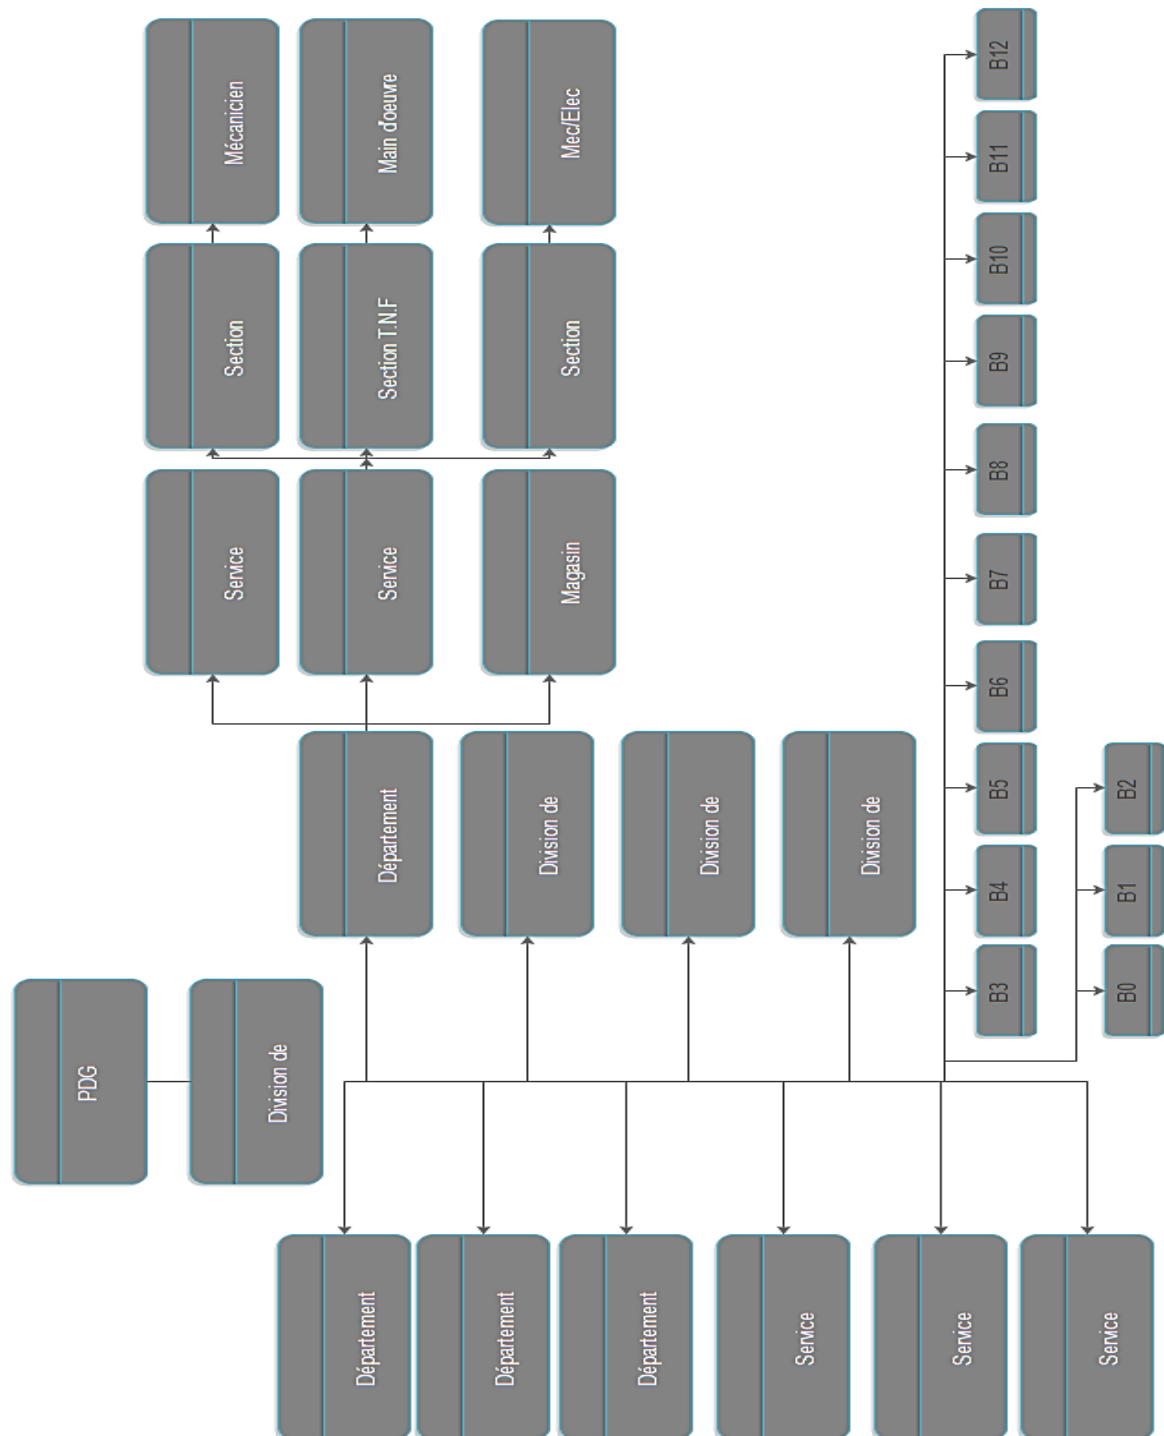 PDG
Division de
Département
Département
Département
Service
Service
Service
Département
Division de
Division de
Division de
Service
Service
Magasin
Section
Section T.N.F
Section
Mécanicien
Main d'oeuvre
Mec/Elec
B3
B4
B5
B6
B7
B8
B9
B10
B11
B12
B0
B1
B2